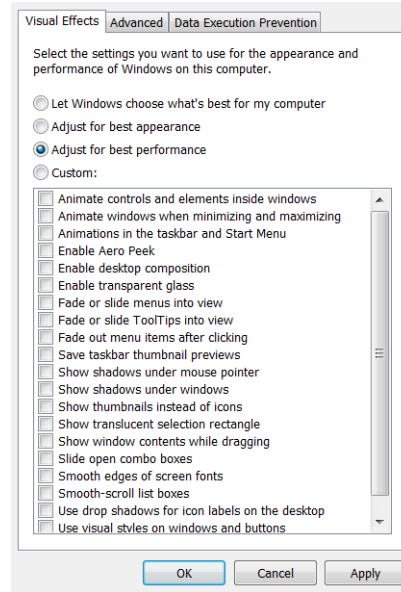 Visual Effects Advanced Data Execution Prevention
Select the settings you want to use for the appearance and
performance of Windows on this computer.
Let Windows choose what's best for my computer
Adjust for best appearance
Adjust for best performance
Custom:
Animate controls and elements inside windows
Animate windows when minimizing and maximizing
Animations in the taskbar and Start Menu
Enable Aero Peek
Enable desktop composition
Enable transparent glass
Fade or slide menus into view
Fade or slide ToolTips into view
Fade out menu items after clicking
Save taskbar thumbnail previews
Show shadows under mouse pointer
Show shadows under windows
Show thumbnails instead of icons
Show translucent selection rectangle
Show window contents while dragging
Slide open combo boxes
Smooth edges of screen fonts
Smooth-scroll list boxes
Use drop shadows for icon labels on the desktop
Use visual styles on windows and buttons
OK Cancel Apply